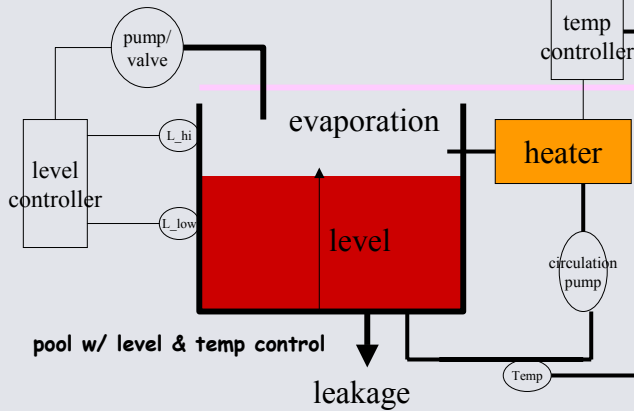 pump/
valve
temp
controller
L_hi
evaporation
heater
level
controller
L_low
level
circulation
pump
pool w/ level & temp control
leakage
Temp